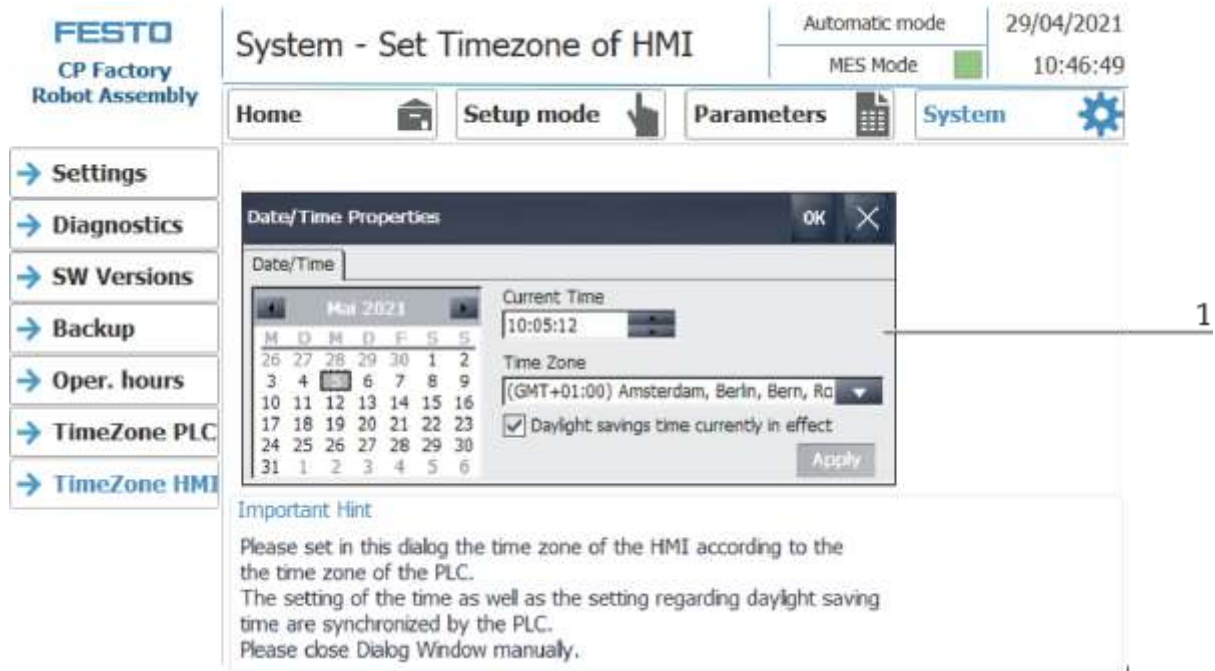 FESTO
CP Factory
Robot Assembly
System - Set Timezone of HMI
Automatic mode
MES Mode
29/04/2021
10:46:49
Home
Setup mode
Parameters
System
Settings
Diagnostics
SW Versions
Backup
Oper. hours
TimeZone PLC
TimeZone HMI
Date/Time Properties
OK
Date/Time
Mai 2021
M D M D F S S
26 27 28 29 30 1 2
3 4 5 6 7 8 9
10 11 12 13 14 15 16
17 18 19 20 21 22 23
24 25 26 27 28 29 30
31 1 2 3 4 5 6
Current Time
10:05:12
Time Zone
(GMT+01:00) Amsterdam, Berlin, Bern, Ro
Daylight savings time currently in effect
Apply
1
Important Hint
Please set in this dialog the time zone of the HMI according to the
the time zone of the PLC.
The setting of the time as well as the setting regarding daylight saving
time are synchronized by the PLC.
Please close Dialog Window manually.